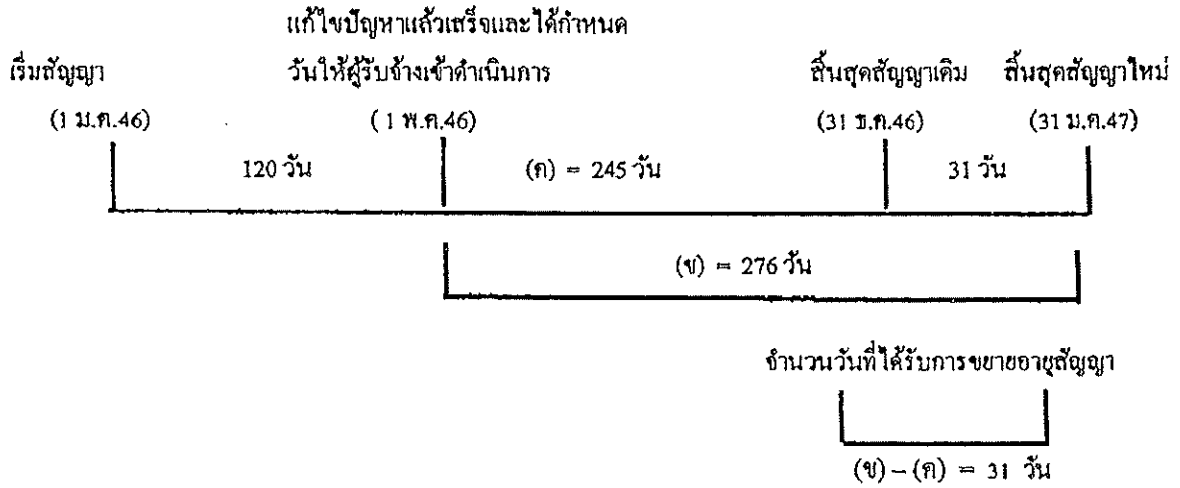 แก้ไขปัญหาแล้วเสร็จและได้กำหนด
เริ่มสัญญา วันให้ผู้รับจ้างเข้าดำเนินการ สิ้นสุดสัญญาเดิม สิ้นสุดสัญญาใหม่
(1 ม.ค.46) (1 พ.ค.46) (31 ธ.ค.46) (31 ม.ค.47)
120 วัน (ค) = 245 วัน 31 วัน
(ข) = 276 วัน
จำนวนวันที่ได้รับการขยายอายุสัญญา
(ข) – (ค) = 31 วัน